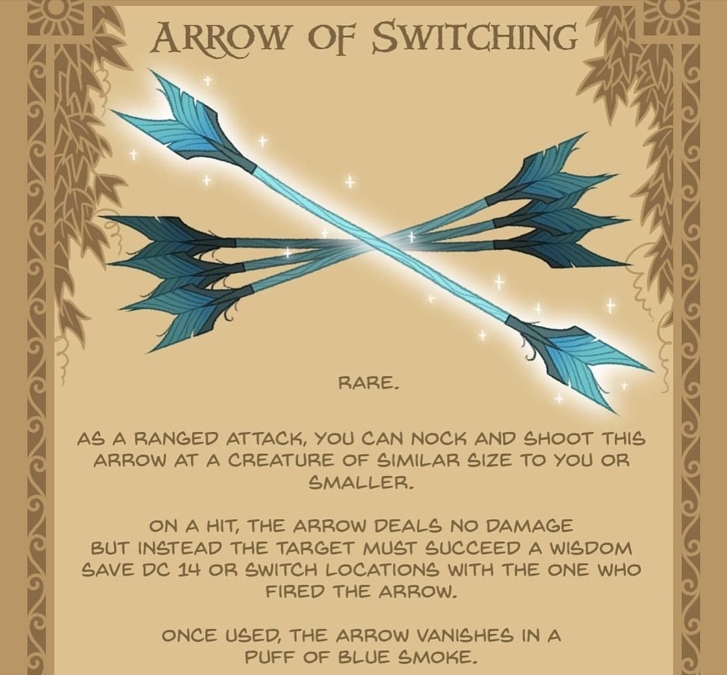 Arrow of Switching
RARE.
AS A RANGED ATTACK, YOU CAN NOCK AND SHOOT THIS
ARROW AT A CREATURE OF SIMILAR SIZE TO YOU OR
SMALLER.
ON A HIT, THE ARROW DEALS NO DAMAGE
BUT INSTEAD THE TARGET MUST SUCCEED A WISDOM
SAVE DC 14 OR SWITCH LOCATIONS WITH THE ONE WHO
FIRED THE ARROW.
ONCE USED, THE ARROW VANISHES IN A
PUFF OF BLUE SMOKE.